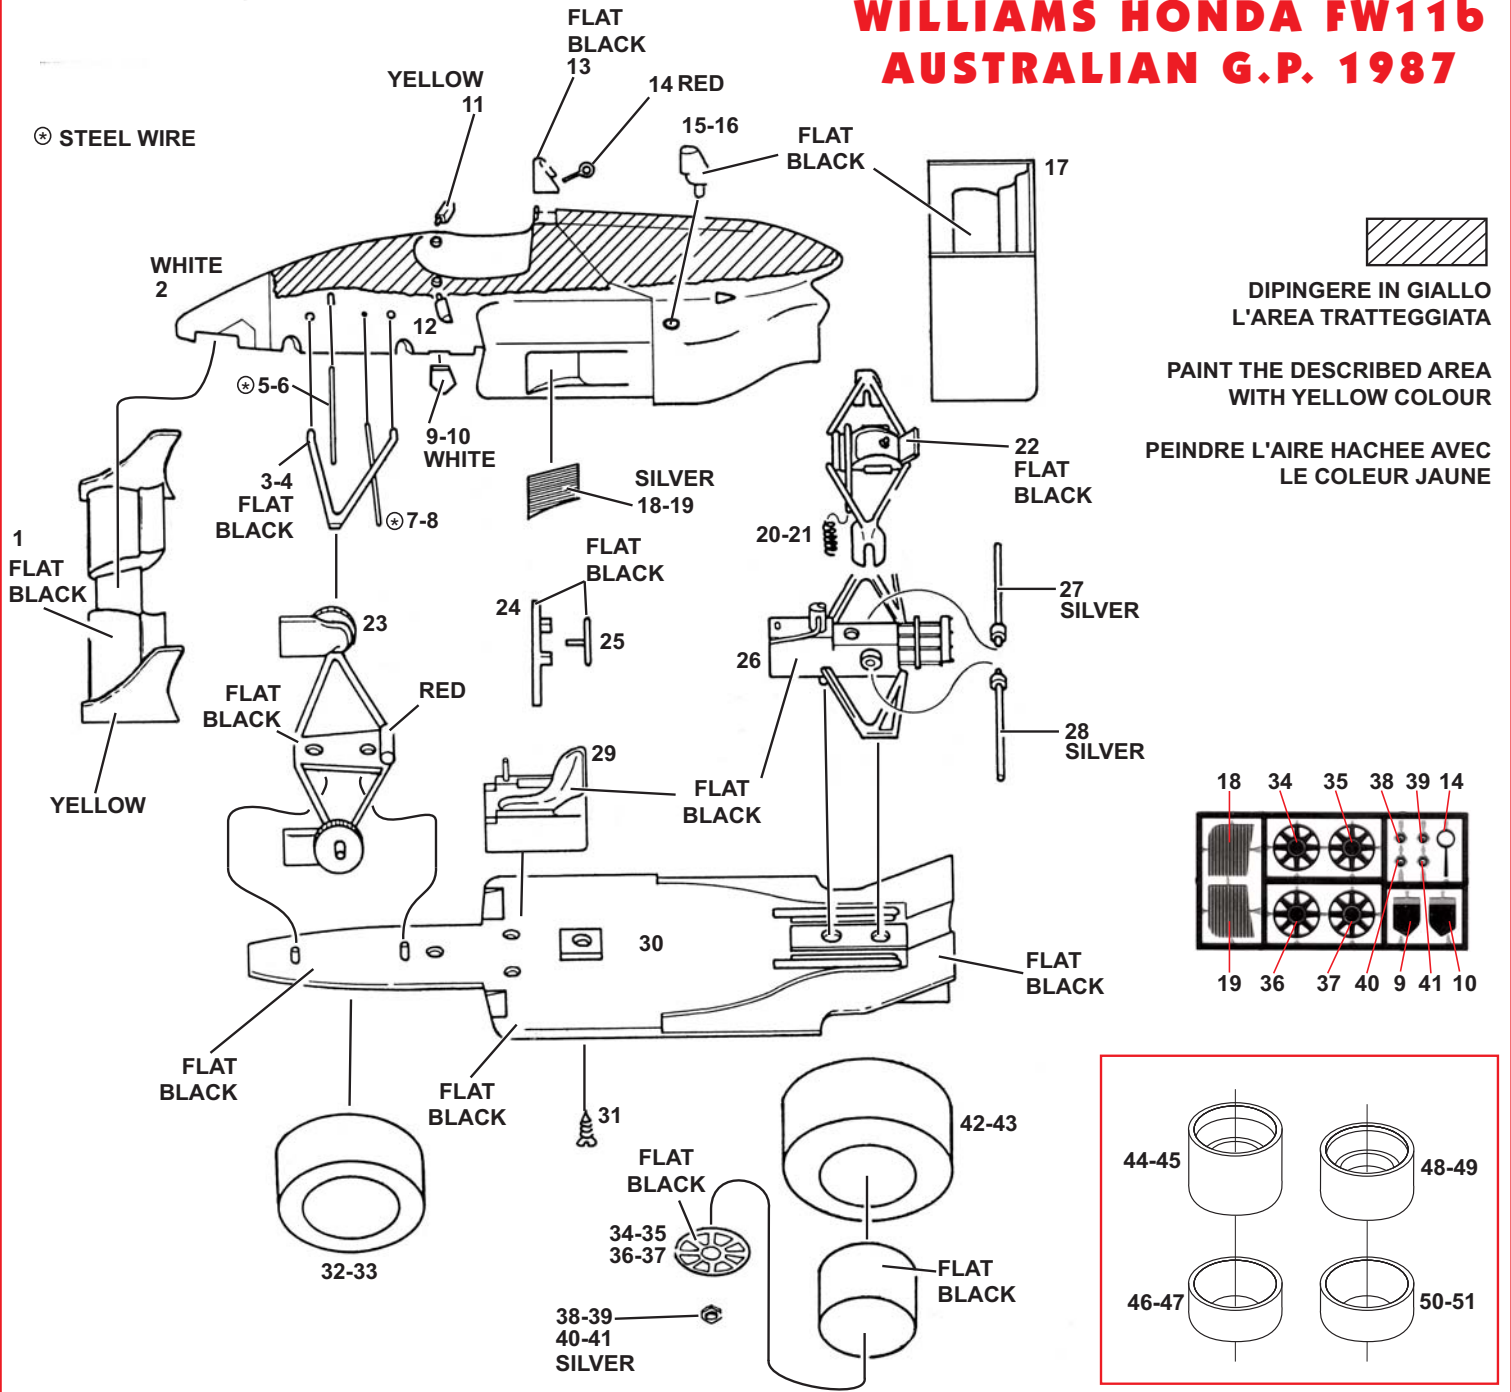 WILLIAMS HONDA FW11b
AUSTRALIAN G.P. 1987
FLAT
BLACK
13
YELLOW
11
14 RED
15-16
FLAT
BLACK
17
* STEEL WIRE
WHITE
2
12
DIPINGERE IN GIALLO
L'AREA TRATTEGGIATA
PAINT THE DESCRIBED AREA
WITH YELLOW COLOUR
PEINDRE L'AIRE HACHEE AVEC
LE COLEUR JAUNE
* 5-6
9-10
WHITE
3-4
FLAT
BLACK
* 7-8
SILVER
18-19
22
FLAT
BLACK
20-21
1
FLAT
BLACK
FLAT
BLACK
24
25
23
27
SILVER
26
FLAT
BLACK
RED
28
SILVER
YELLOW
29
FLAT
BLACK
18 34 35 38 39 14
19 36 37 40 9 41 10
30
FLAT
BLACK
FLAT
BLACK
FLAT
BLACK
31
42-43
FLAT
BLACK
34-35
36-37
32-33
FLAT
BLACK
38-39
40-41
SILVER
44-45
48-49
46-47
50-51